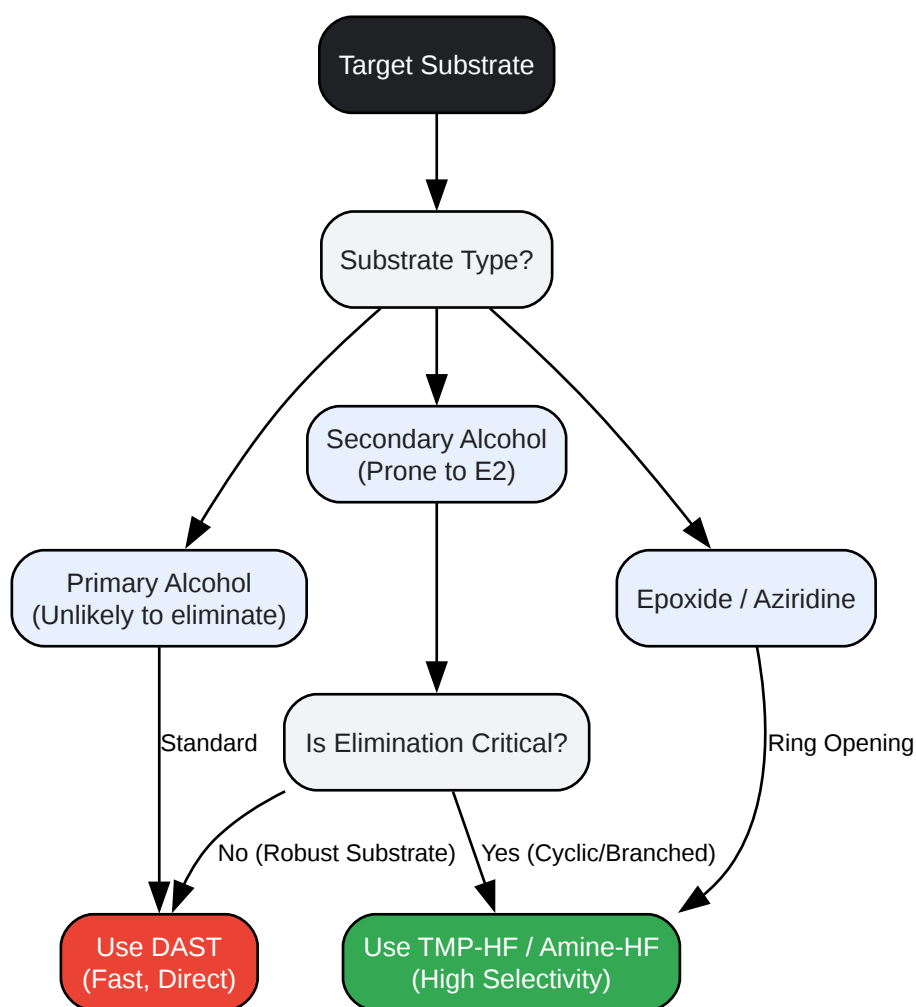 Target Substrate
Substrate Type?
Secondary Alcohol
(Prone to E2)
Primary Alcohol
(Unlikely to eliminate)
Epoxide / Aziridine
Standard
Is Elimination Critical?
Ring Opening
No (Robust Substrate)
Yes (Cyclic/Branched)
Use DAST
(Fast, Direct)
Use TMP-HF / Amine-HF
(High Selectivity)